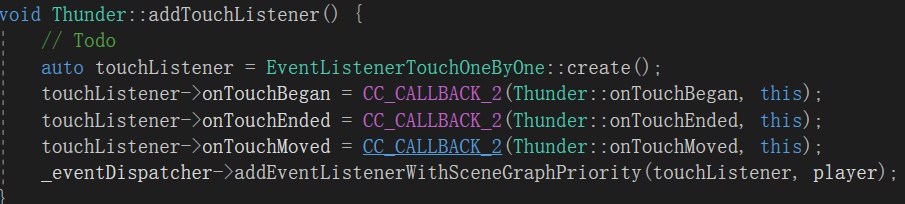 void Thunder::addTouchListener() {
// Todo
auto touchListener = EventListenerTouchOneByOne::create();
touchListener->onTouchBegan = CC_CALLBACK_2(Thunder::onTouchBegan, this);
touchListener->onTouchEnded = CC_CALLBACK_2(Thunder::onTouchEnded, this);
touchListener->onTouchMoved = CC_CALLBACK_2(Thunder::onTouchMoved, this);
_eventDispatcher->addEventListenerWithSceneGraphPriority(touchListener, player);
}